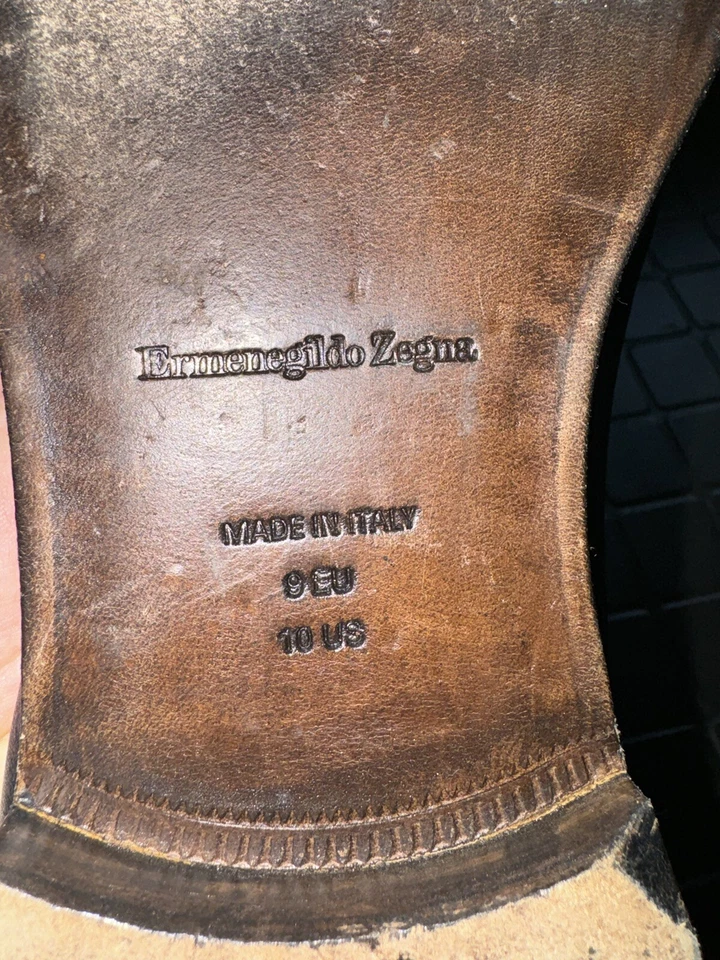 Ermenegildo Zegna
MADE IN ITALY
9 EU
10 US